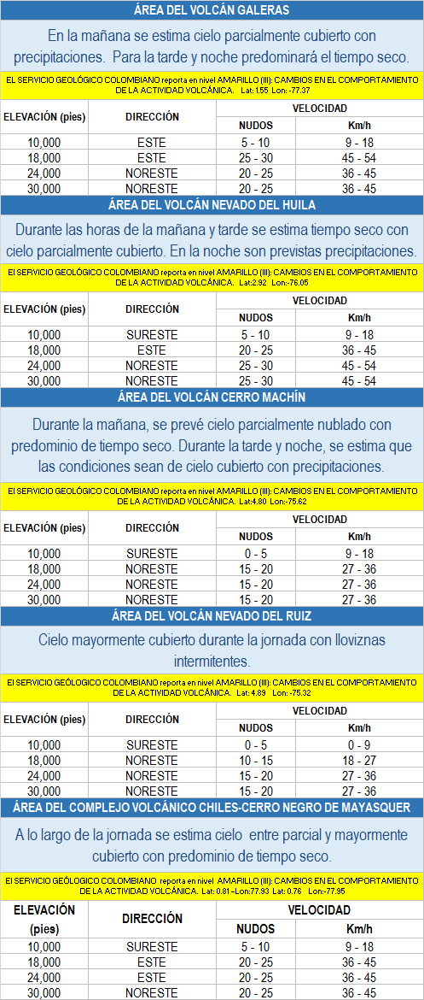 ÁREA DEL VOLCÁN GALERAS
En la mañana se estima cielo parcialmente cubierto con
precipitaciones. Para la tarde y noche predominará el tiempo seco.
El SERVICIO GEOLÓGICO COLOMBIANO reporta en nivel AMARILLO (III): CAMBIOS EN EL COMPORTAMIENTO
DE LA ACTIVIDAD VOLCÁNICA. Lat: 1.55 Lon: -77.37
ELEVACIÓN (pies) DIRECCIÓN VELOCIDAD
NUDOS Km/h
10,000 ESTE 5 - 10 9 - 18
18,000 ESTE 25 - 30 45 - 54
24,000 NORESTE 20 - 25 36 - 45
30,000 NORESTE 20 - 25 36 - 45
ÁREA DEL VOLCÁN NEVADO DEL HUILA
Durante las horas de la mañana y tarde se estima tiempo seco con
cielo parcialmente cubierto. En la noche son previstas precipitaciones.
El SERVICIO GEOLÓGICO COLOMBIANO reporta en nivel AMARILLO (III): CAMBIOS EN EL COMPORTAMIENTO
DE LA ACTIVIDAD VOLCÁNICA. Lat:2.92 Lon:-76.05
ELEVACIÓN (pies) DIRECCIÓN VELOCIDAD
NUDOS Km/h
10,000 SURESTE 5 - 10 9 - 18
18,000 ESTE 20 - 25 36 - 45
24,000 NORESTE 25 - 30 45 - 54
30,000 NORESTE 25 - 30 45 - 54
ÁREA DEL VOLCÁN CERRO MACHÍN
Durante la mañana, se prevé cielo parcialmente nublado con
predominio de tiempo seco. Durante la tarde y noche, se estima que
las condiciones sean de cielo cubierto con precipitaciones.
El SERVICIO GEOLÓGICO COLOMBIANO reporta en nivel AMARILLO (III): CAMBIOS EN EL COMPORTAMIENTO
DE LA ACTIVIDAD VOLCÁNICA. Lat:4.80 Lon:-75.62
ELEVACIÓN (pies) DIRECCIÓN VELOCIDAD
NUDOS Km/h
10,000 SURESTE 0 - 5 9 - 18
18,000 NORESTE 15 - 20 27 - 36
24,000 NORESTE 15 - 20 27 - 36
30,000 NORESTE 15 - 20 27 - 36
ÁREA DEL VOLCÁN NEVADO DEL RUIZ
Cielo mayormente cubierto durante la jornada con lloviznas
intermitentes.
El SERVICIO GEÓLOGICO COLOMBIANO reporta en nivel AMARILLO (III): CAMBIOS EN EL COMPORTAMIENTO
DE LA ACTIVIDAD VOLCÁNICA. Lat: 4.89 Lon: -75.32
ELEVACIÓN (pies) DIRECCIÓN VELOCIDAD
NUDOS Km/h
10,000 SURESTE 0 - 5 0 - 9
18,000 NORESTE 10 - 15 18 - 27
24,000 NORESTE 15 - 20 27 - 36
30,000 NORESTE 15 - 20 27 - 36
ÁREA DEL COMPLEJO VOLCÁNICO CHILES-CERRO NEGRO DE MAYASQUER
A lo largo de la jornada se estima cielo entre parcial y mayormente
cubierto con predominio de tiempo seco.
El SERVICIO GEÓLOGICO COLOMBIANO reporta en nivel AMARILLO (III): CAMBIOS EN EL COMPORTAMIENTO
DE LA ACTIVIDAD VOLCÁNICA. Lat: 0.81 –Lon:-77.93 Lat: 0.76 Lon:-77.95
ELEVACIÓN (pies) DIRECCIÓN VELOCIDAD
NUDOS Km/h
10,000 SURESTE 5 - 10 9 - 18
18,000 ESTE 20 - 25 36 - 45
24,000 ESTE 20 - 25 36 - 45
30,000 NORESTE 20 - 25 36 - 45